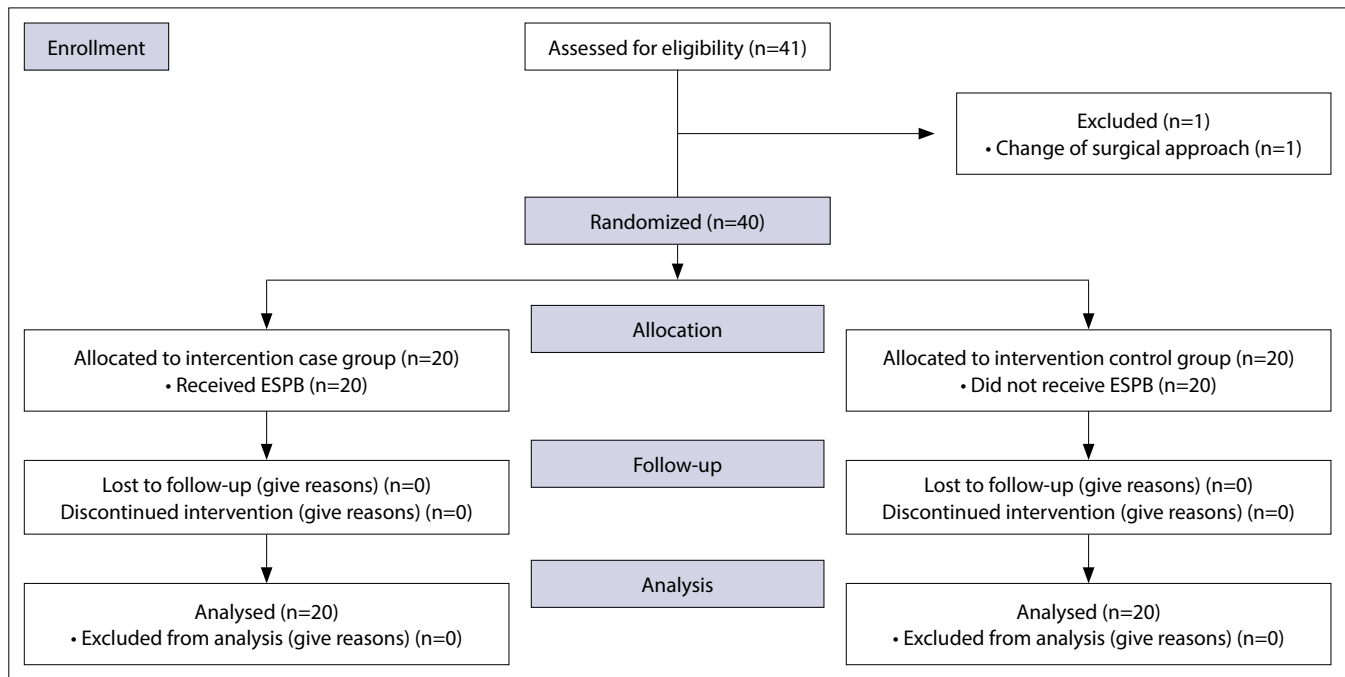 Enrollment
Assessed for eligibility (n=41)
Excluded (n=1)
• Change of surgical approach (n=1)
Randomized (n=40)
Allocation
Allocated to intercention case group (n=20)
• Received ESPB (n=20)
Allocated to intervention control group (n=20)
• Did not receive ESPB (n=20)
Follow-up
Lost to follow-up (give reasons) (n=0)
Discontinued intervention (give reasons) (n=0)
Lost to follow-up (give reasons) (n=0)
Discontinued intervention (give reasons) (n=0)
Analysis
Analysed (n=20)
• Excluded from analysis (give reasons) (n=0)
Analysed (n=20)
• Excluded from analysis (give reasons) (n=0)